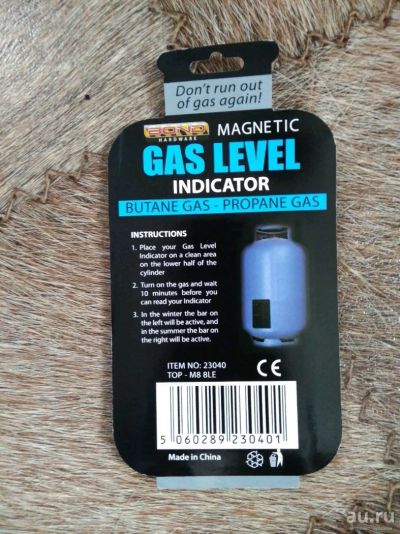 Don't run out
of gas again!
BOND
HARDWARE
MAGNETIC
GAS LEVEL
INDICATOR
BUTANE GAS - PROPANE GAS
INSTRUCTIONS
1. Place your Gas Level
Indicator on a clean area
on the lower half of the
cylinder
2. Turn on the gas and wait
10 minutes before you
can read your Indicator
3. In the winter the bar on
the left will be active, and
in the summer the bar on
the right will be active.
ITEM NO: 23040
TOP - M8 8LE
CE
5 060289 230401
Made in China
au.ru